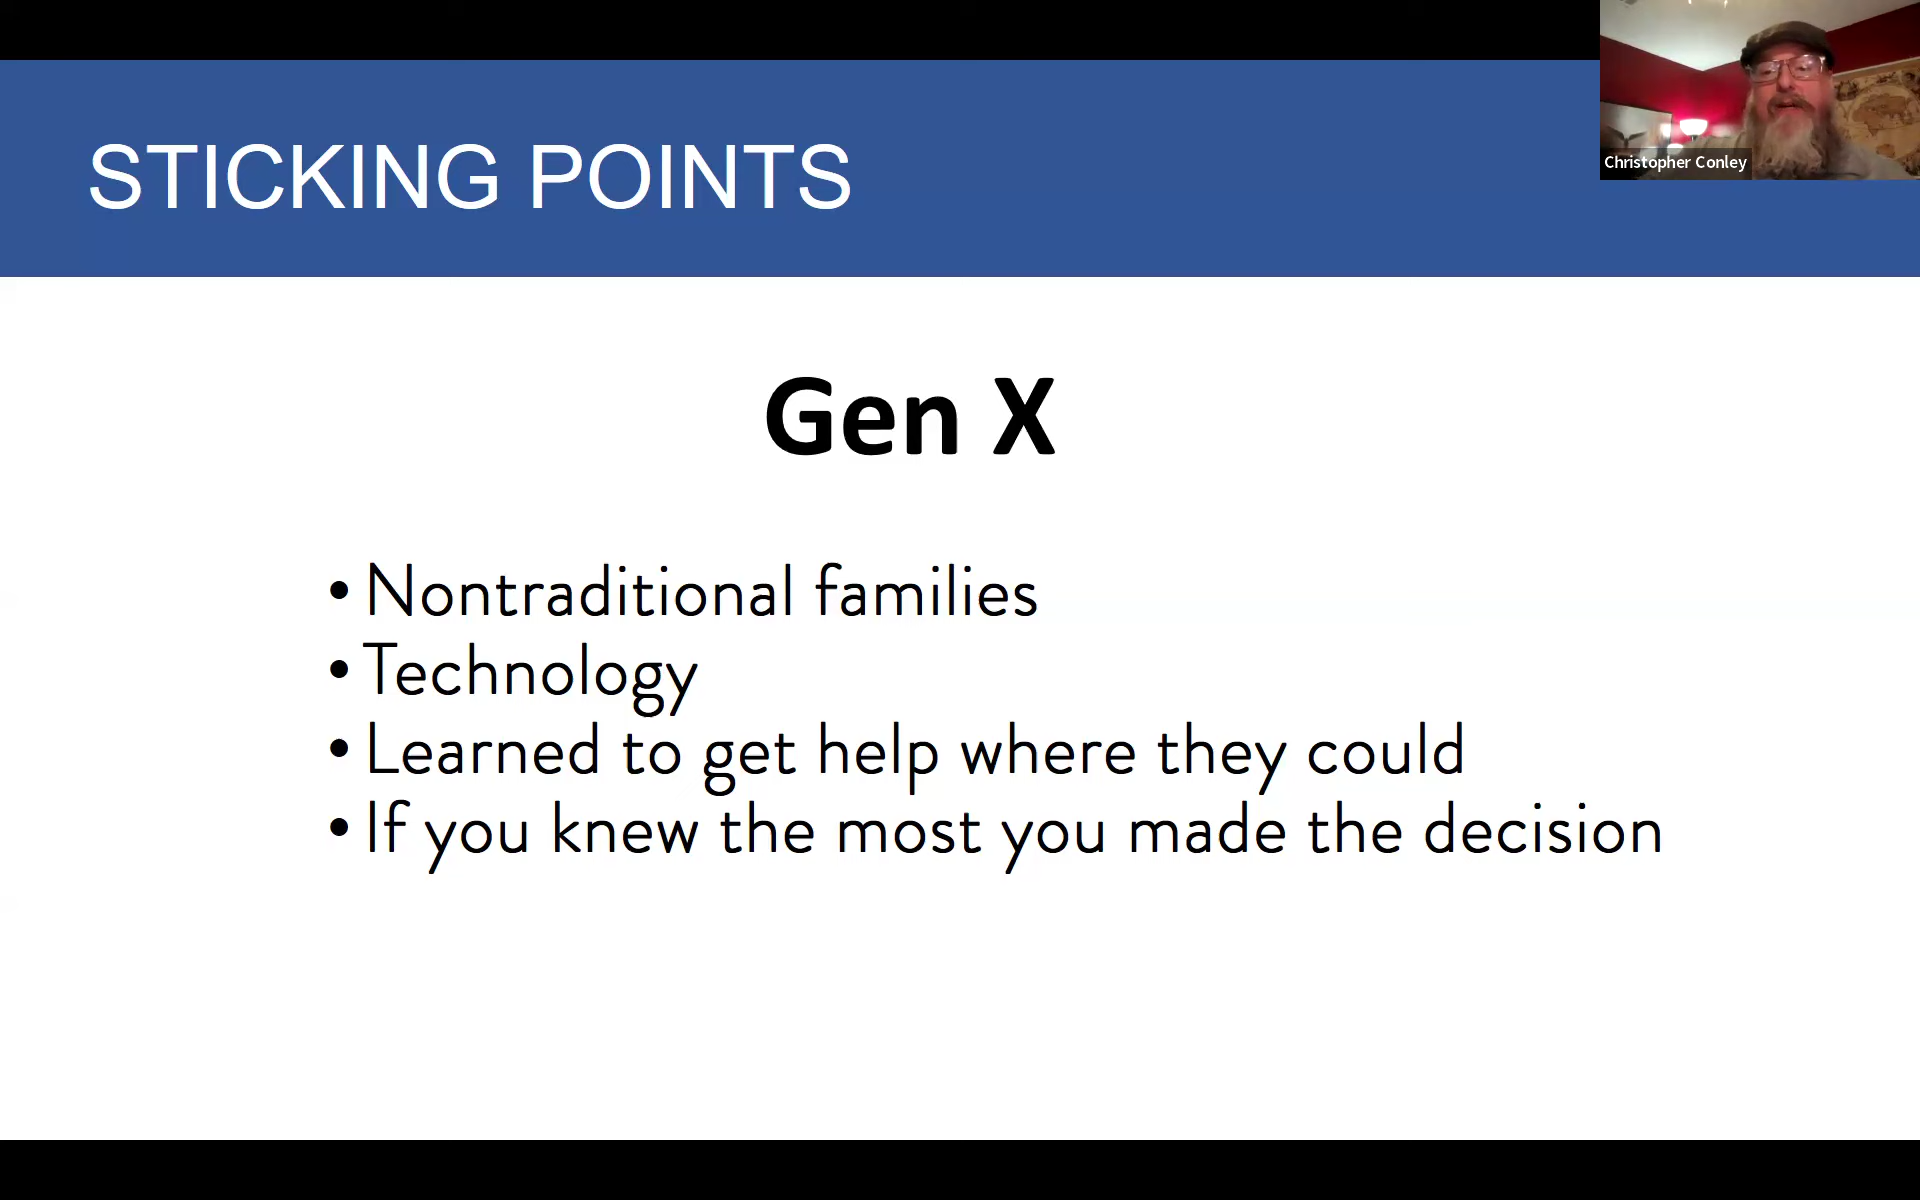 STICKING POINTS
Christopher Conley
Gen X
• Nontraditional families
• Technology
• Learned to get help where they could
• If you knew the most you made the decision